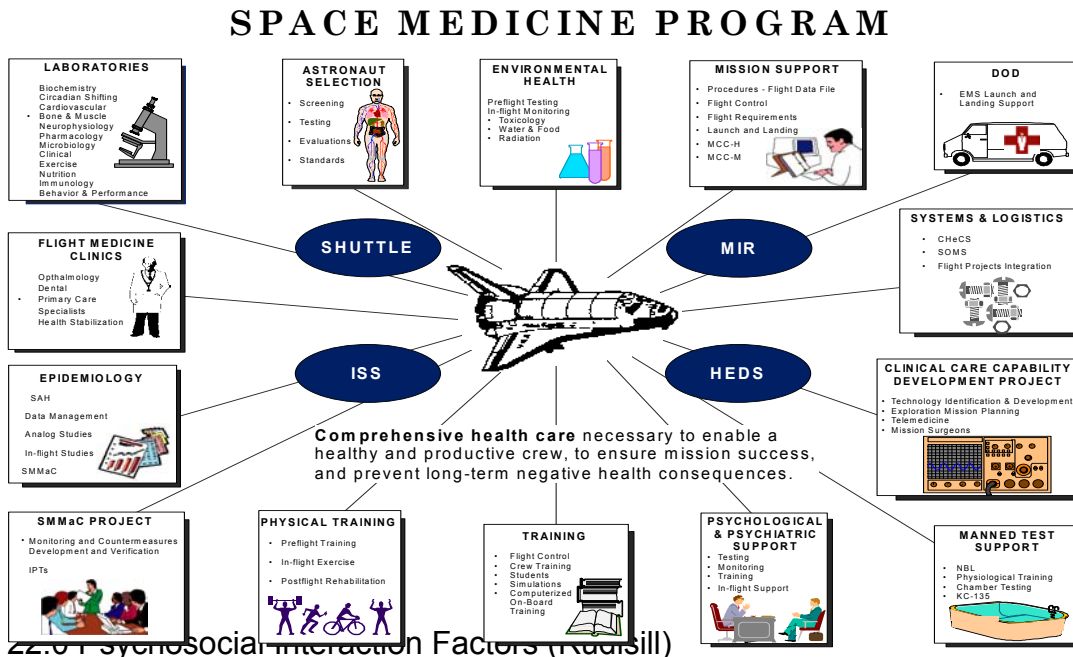 SPACE MEDICINE PROGRAM
LABORATORIES
Biochemistry
Circadian Shifting
Cardiovascular
• Bone & Muscle
Neurophysiology
Pharmacology
Microbiology
Clinical
Exercise
Nutrition
Immunology
Behavior & Performance
ASTRONAUT
SELECTION
• Screening
• Testing
• Evaluations
• Standards
ENVIRONMENTAL
HEALTH
Preflight Testing
In-flight Monitoring
• Toxicology
• Water & Food
• Radiation
MISSION SUPPORT
• Procedures - Flight Data File
• Flight Control
• Flight Requirements
• Launch and Landing
• MCC-H
• MCC-M
DOD
• EMS Launch and
Landing Support
SHUTTLE
MIR
FLIGHT MEDICINE
CLINICS
Opthalmology
Dental
• Primary Care
Specialists
Health Stabilization
SYSTEMS & LOGISTICS
• CHeCS
• SOMS
• Flight Projects Integration
ISS
HEDS
EPIDEMIOLOGY
SAH
Data Management
Analog Studies
In-flight Studies
SMMaC
CLINICAL CARE CAPABILITY
DEVELOPMENT PROJECT
• Technology Identification & Development
• Exploration Mission Planning
• Telemedicine
• Mission Surgeons
Comprehensive health care necessary to enable a
healthy and productive crew, to ensure mission success,
and prevent long-term negative health consequences.
SMMaC PROJECT
• Monitoring and Countermeasures
Development and Verification
IPTs
PHYSICAL TRAINING
• Preflight Training
• In-flight Exercise
• Postflight Rehabilitation
TRAINING
• Flight Control
• Crew Training
• Students
• Simulations
• Computerized
On-Board
Training
PSYCHOLOGICAL
& PSYCHIATRIC
SUPPORT
• Testing
• Monitoring
• Training
• In-flight Support
MANNED TEST
SUPPORT
• NBL
• Physiological Training
• Chamber Testing
• KC-135
Psychosocial Interaction Factors (Rudisill)